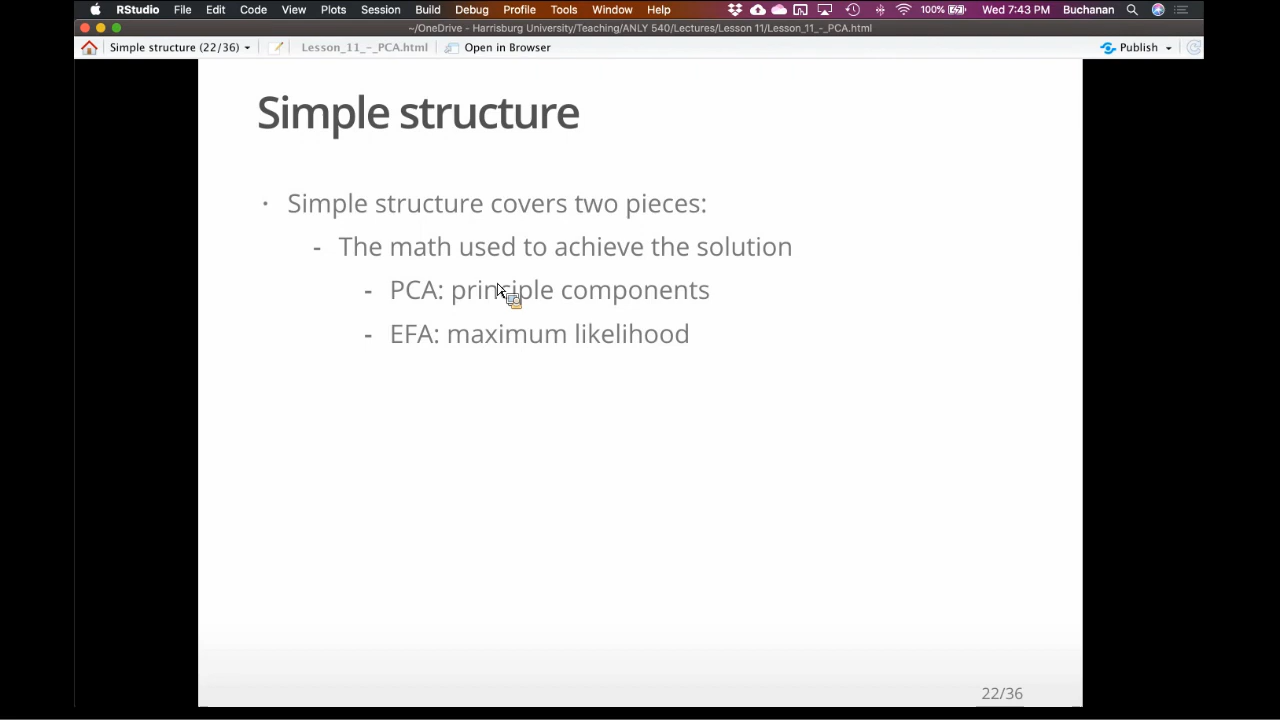 RStudio File Edit Code View Plots Session Build Debug Profile Tools Window Help 100% Wed 7:43 PM Buchanan
~/OneDrive - Harrisburg University/Teaching/ANLY 540/Lectures/Lesson 11/Lesson_11_-_PCA.html
Simple structure (22/36) Lesson_11_-_PCA.html Open in Browser Publish
Simple structure
· Simple structure covers two pieces:
- The math used to achieve the solution
- PCA: principle components
- EFA: maximum likelihood
22/36